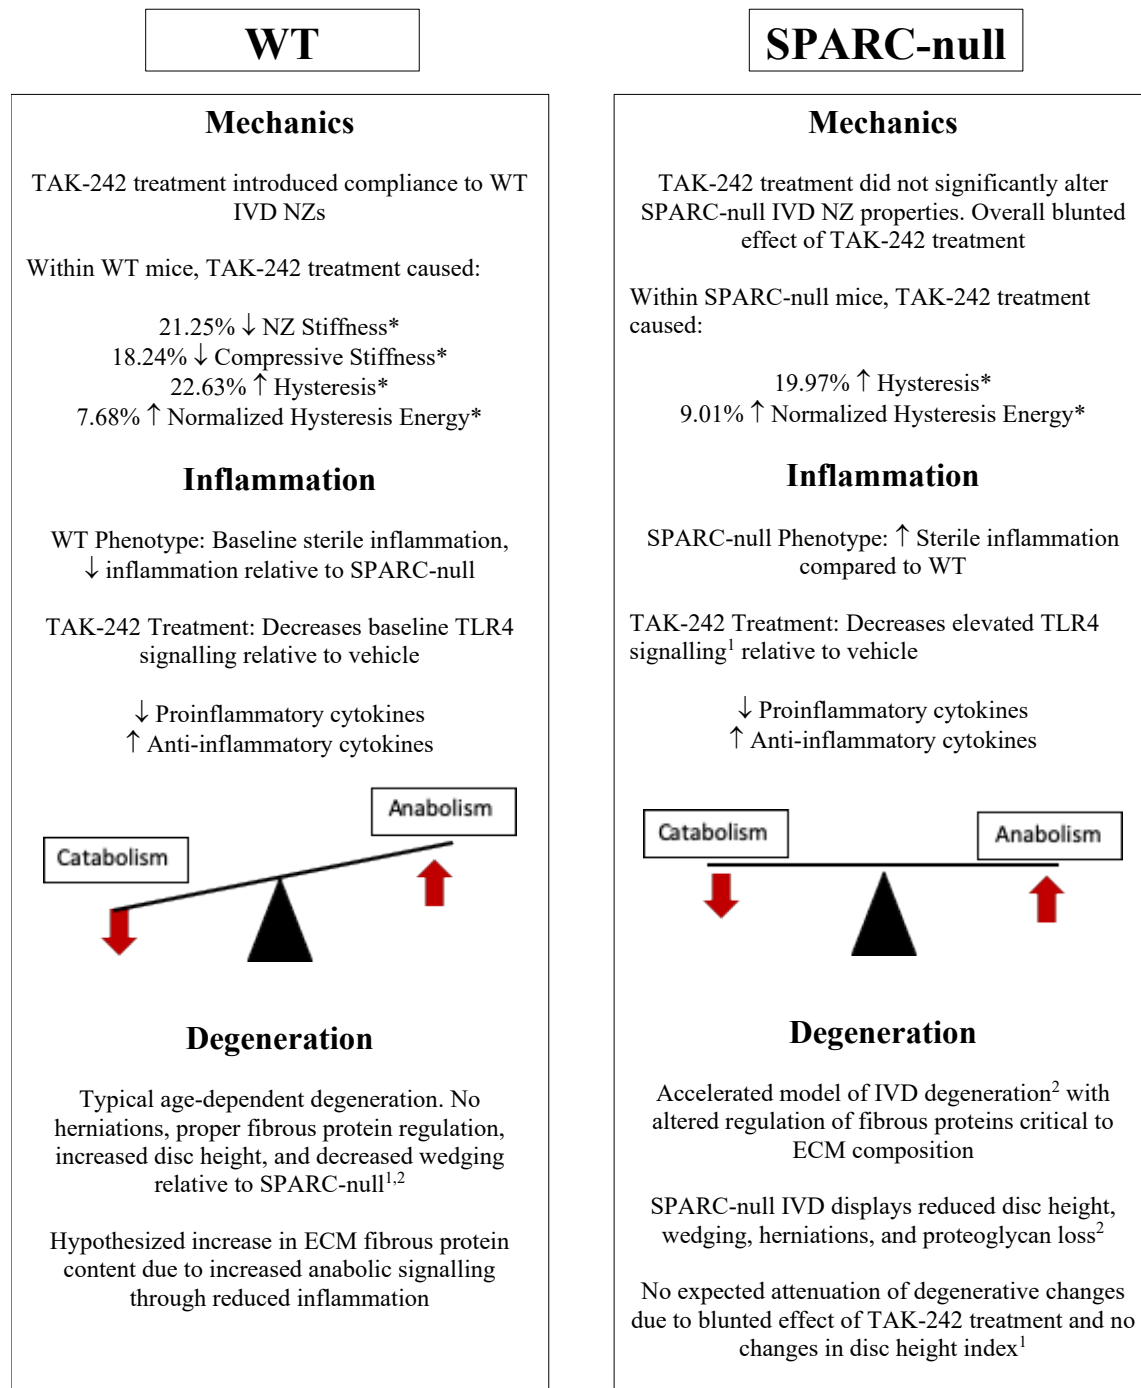 WT
Mechanics
TAK-242 treatment introduced compliance to WT
IVD NZs
Within WT mice, TAK-242 treatment caused:
21.25% ↓ NZ Stiffness*
18.24% ↓ Compressive Stiffness*
22.63% ↑ Hysteresis*
7.68% ↑ Normalized Hysteresis Energy*
Inflammation
WT Phenotype: Baseline sterile inflammation,
↓ inflammation relative to SPARC-null
TAK-242 Treatment: Decreases baseline TLR4
signalling relative to vehicle
↓ Proinflammatory cytokines
↑ Anti-inflammatory cytokines
Anabolism
Catabolism
Degeneration
Typical age-dependent degeneration. No
herniations, proper fibrous protein regulation,
increased disc height, and decreased wedging
relative to SPARC-null1,2
Hypothesized increase in ECM fibrous protein
content due to increased anabolic signalling
through reduced inflammation
SPARC-null
Mechanics
TAK-242 treatment did not significantly alter
SPARC-null IVD NZ properties. Overall blunted
effect of TAK-242 treatment
Within SPARC-null mice, TAK-242 treatment
caused:
19.97% ↑ Hysteresis*
9.01% ↑ Normalized Hysteresis Energy*
Inflammation
SPARC-null Phenotype: ↑ Sterile inflammation
compared to WT
TAK-242 Treatment: Decreases elevated TLR4
signalling1 relative to vehicle
↓ Proinflammatory cytokines
↑ Anti-inflammatory cytokines
Catabolism
Anabolism
Degeneration
Accelerated model of IVD degeneration2 with
altered regulation of fibrous proteins critical to
ECM composition
SPARC-null IVD displays reduced disc height,
wedging, herniations, and proteoglycan loss2
No expected attenuation of degenerative changes
due to blunted effect of TAK-242 treatment and no
changes in disc height index1